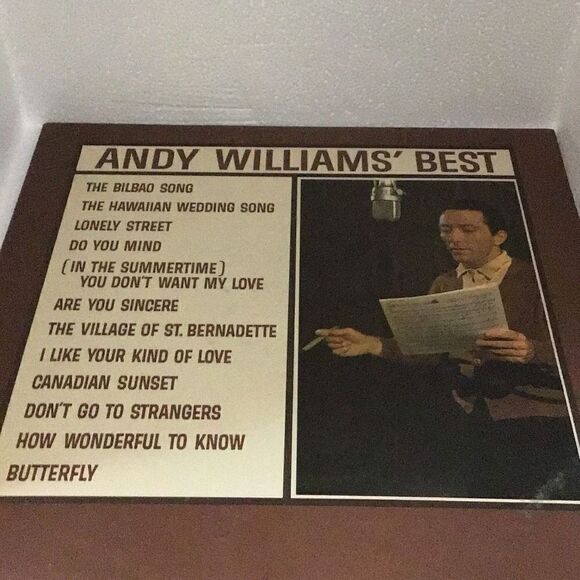 ANDY WILLIAMS' BEST
THE BILBAO SONG
THE HAWAIIAN WEDDING SONG
LONELY STREET
DO YOU MIND
(IN THE SUMMERTIME)
YOU DON'T WANT MY LOVE
ARE YOU SINCERE
THE VILLAGE OF ST. BERNADETTE
I LIKE YOUR KIND OF LOVE
CANADIAN SUNSET
DON'T GO TO STRANGERS
HOW WONDERFUL TO KNOW
BUTTERFLY